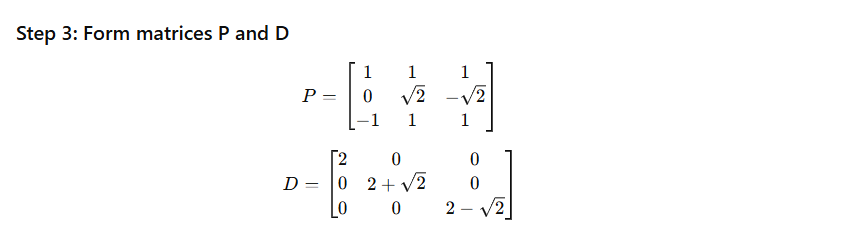 Step 3: Form matrices P and D
P = [ 1 1 1
0 √2 −√2
−1 1 1 ]
D = [ 2 0 0
0 2 + √2 0
0 0 2 − √2 ]